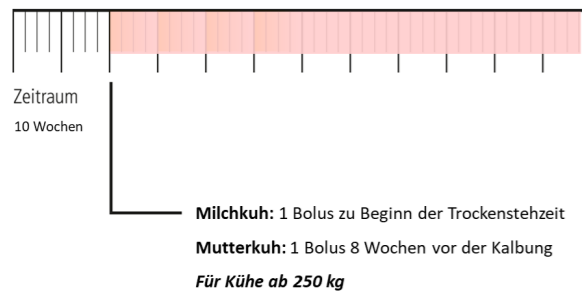 Zeitraum
10 Wochen
Milchkuh: 1 Bolus zu Beginn der Trockenstehzeit
Mutterkuh: 1 Bolus 8 Wochen vor der Kalbung
Für Kühe ab 250 kg